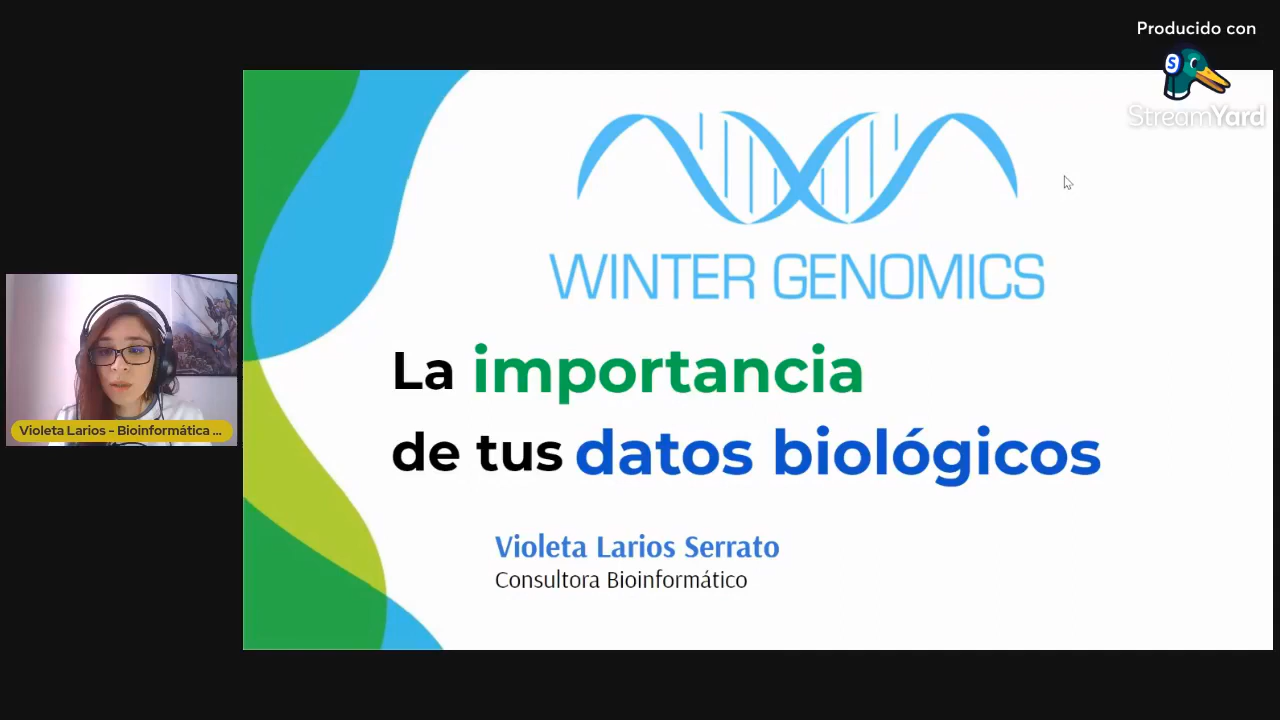 Producido con
StreamYard
WINTER GENOMICS
La importancia
de tus datos biológicos
Violeta Larios Serrato
Consultora Bioinformático
Violeta Larios - Bioinformática ...